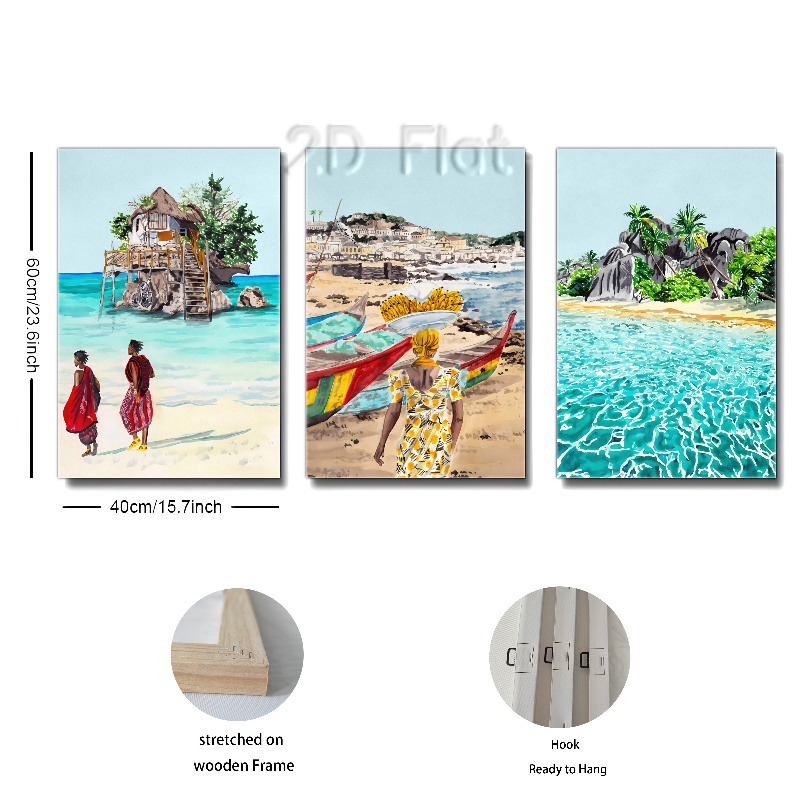 2D Flat
60cm/23.6inch
40cm/15.7inch
stretched on
wooden Frame
Hook
Ready to Hang